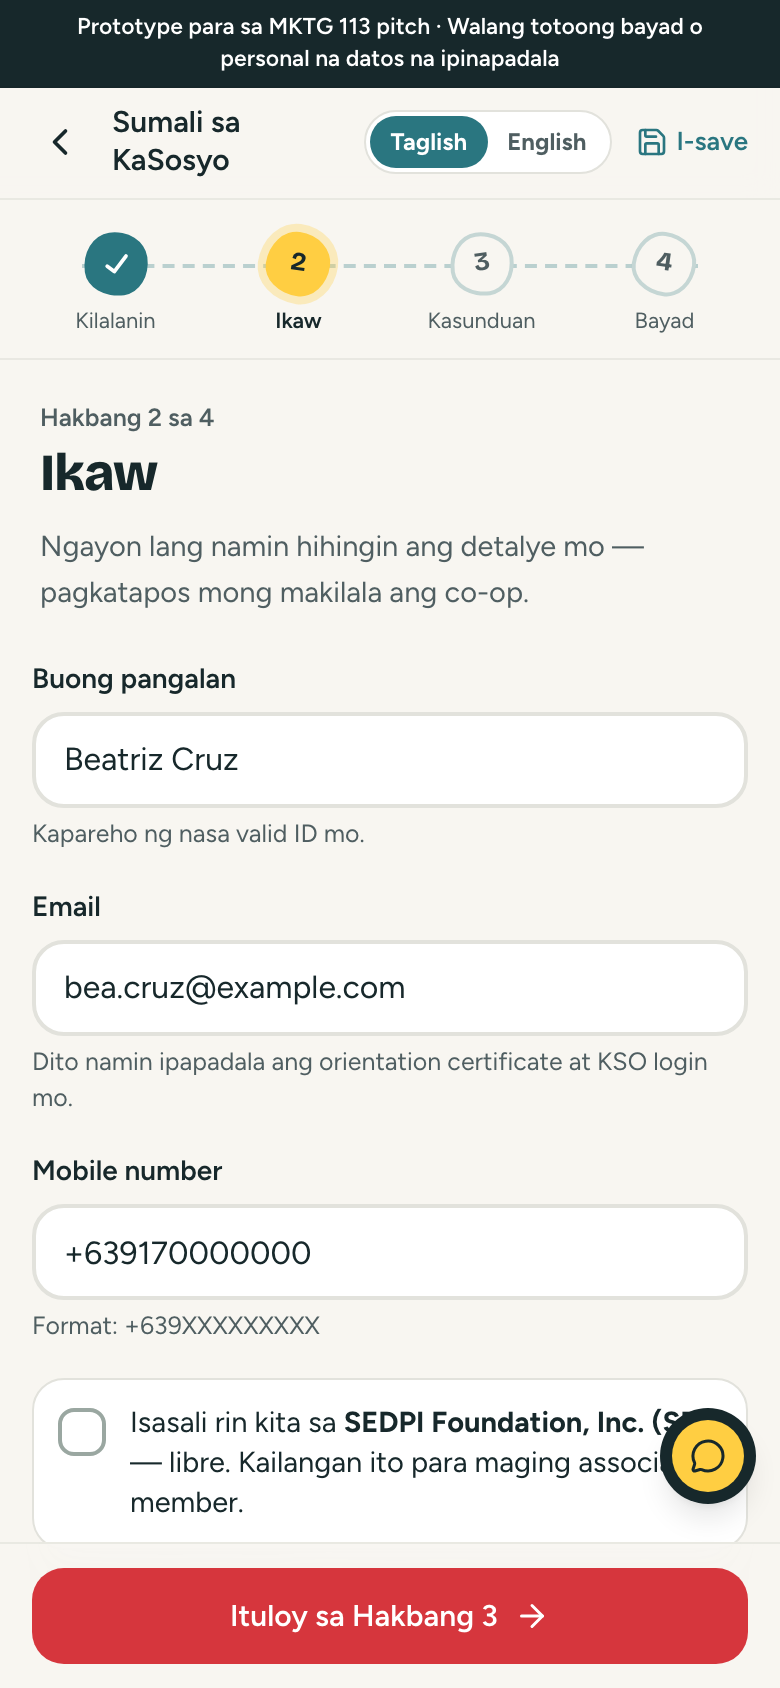 Prototype para sa MKTG 113 pitch · Walang totoong bayad o
personal na datos na ipinapadala
Sumali sa
KaSosyo
Taglish
English
I-save
2
3
4
Kilalanin
Ikaw
Kasunduan
Bayad
Hakbang 2 sa 4
Ikaw
Ngayon lang namin hihingin ang detalye mo —
pagkatapos mong makilala ang co-op.
Buong pangalan
Beatriz Cruz
Kapareho ng nasa valid ID mo.
Email
bea.cruz@example.com
Dito namin ipapadala ang orientation certificate at KSO login
mo.
Mobile number
+639170000000
Format: +639XXXXXXXXX
Isasali rin kita sa SEDPI Foundation, Inc.
— libre. Kailangan ito para maging
member.
Ituloy sa Hakbang 3